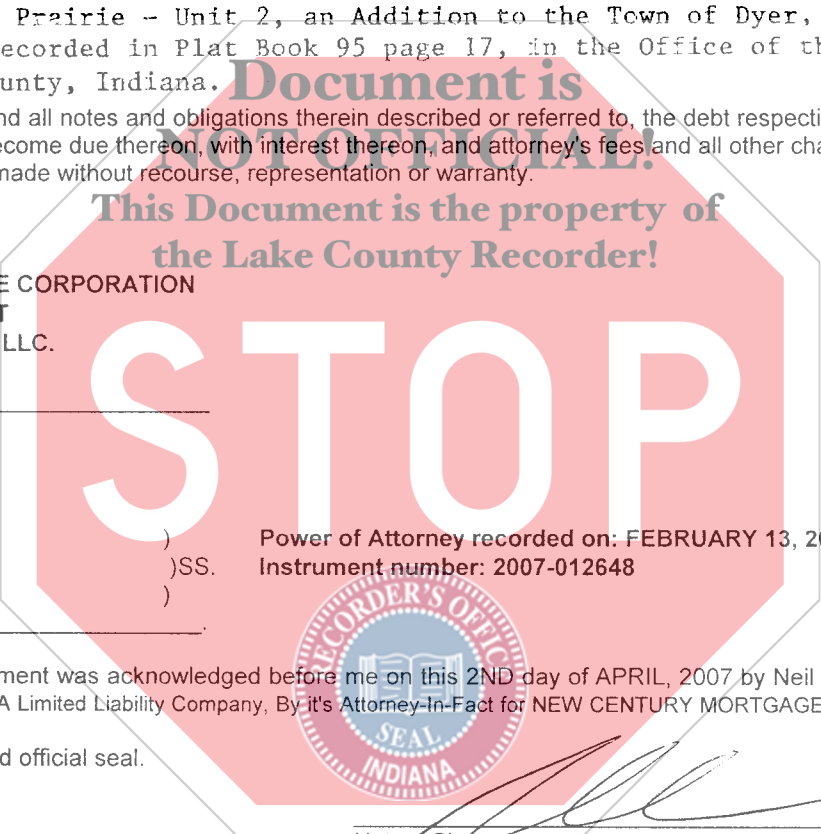 Prairie - Unit 2, an Addition to the Town of Dyer,
ecorded in Plat Book 95 page 17, in the Office of th
unty, Indiana.
Document is
nd all notes and obligations therein described or referred to, the debt respecti
NOT OFFICIAL!
ecome due thereon, with interest thereon, and attorney's fees and all other cha
made without recourse, representation or warranty.
This Document is the property of
the Lake County Recorder!
E CORPORATION
T
LLC.
STOP
) Power of Attorney recorded on: FEBRUARY 13, 20
)SS. Instrument number: 2007-012648
)
RECORDER'S OFFICE
SEAL
INDIANA
ment was acknowledged before me on this 2ND day of APRIL, 2007 by Neil
A Limited Liability Company, By it's Attorney-In-Fact for NEW CENTURY MORTGAGE
d official seal.